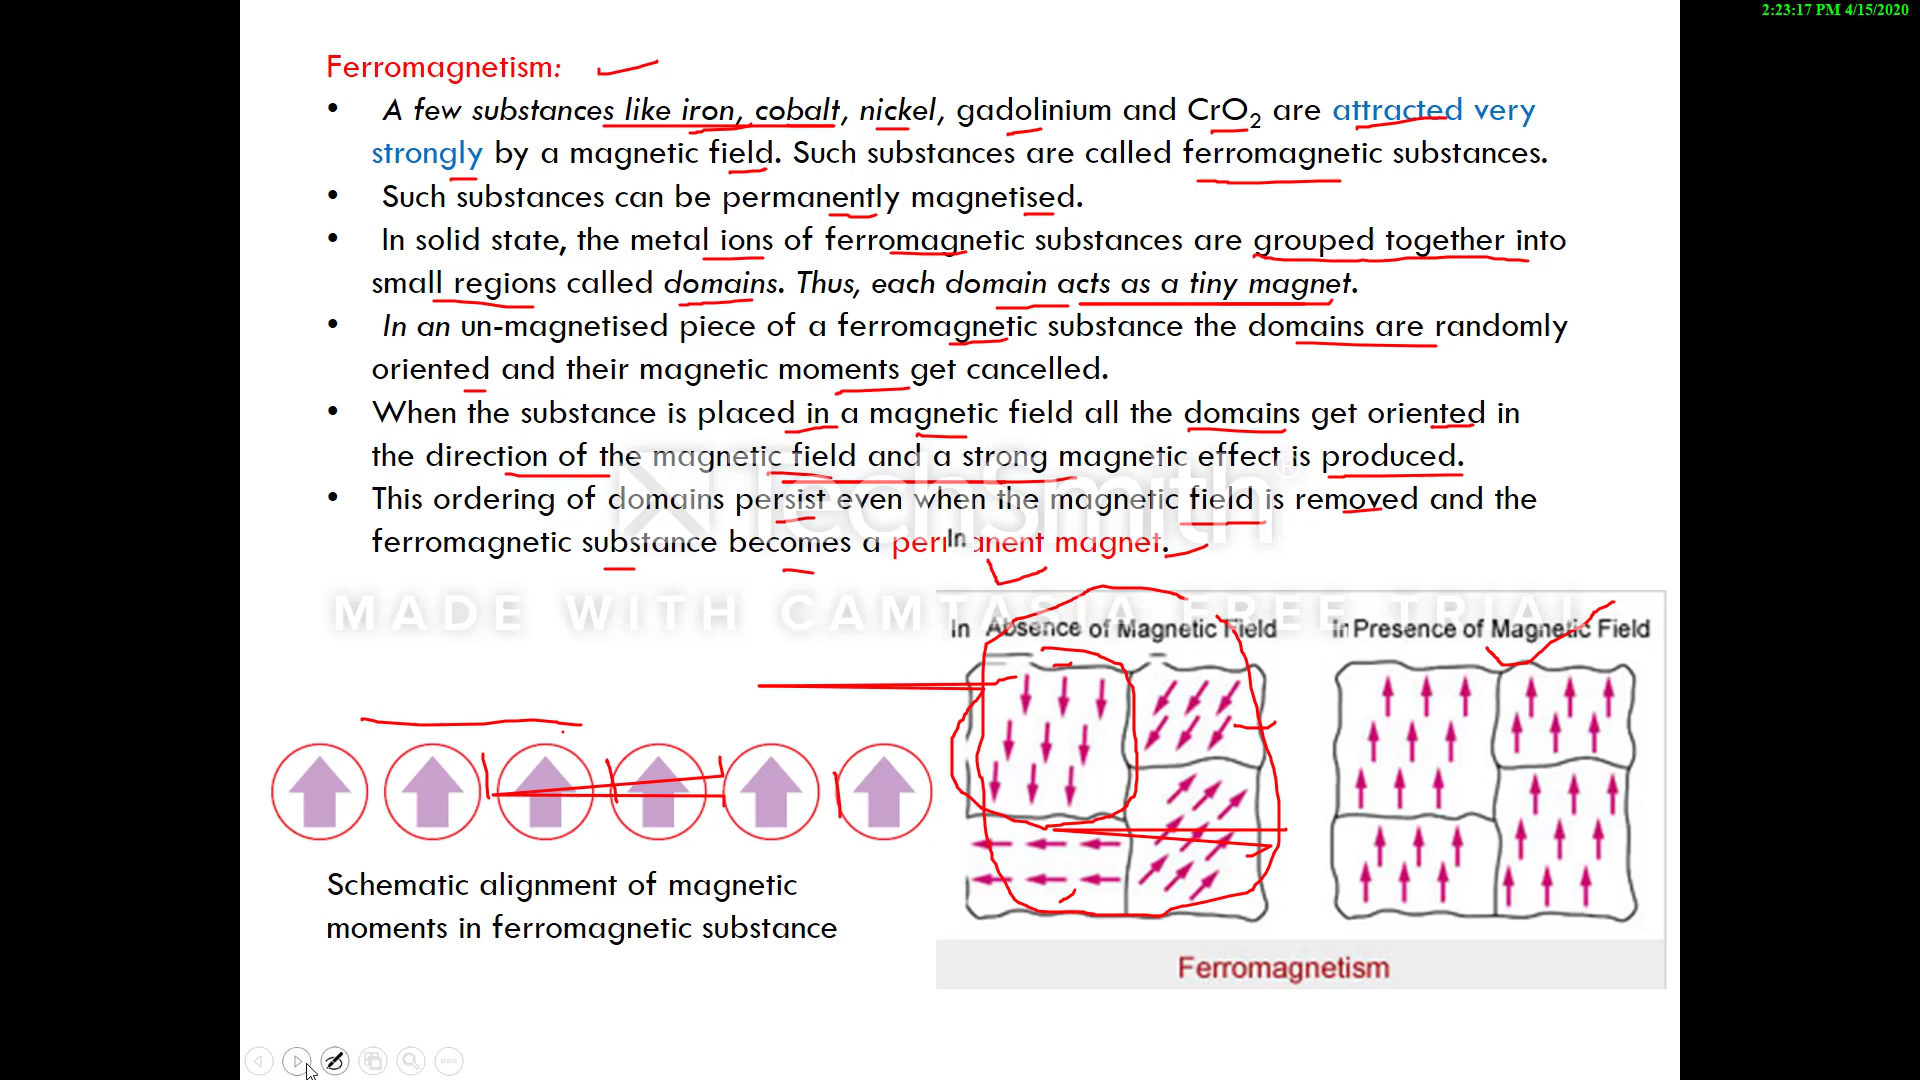 2:23:17 PM 4/15/2020
Ferromagnetism:
• A few substances like iron, cobalt, nickel, gadolinium and CrO₂ are attracted very
strongly by a magnetic field. Such substances are called ferromagnetic substances.
• Such substances can be permanently magnetised.
• In solid state, the metal ions of ferromagnetic substances are grouped together into
small regions called domains. Thus, each domain acts as a tiny magnet.
• In an un-magnetised piece of a ferromagnetic substance the domains are randomly
oriented and their magnetic moments get cancelled.
• When the substance is placed in a magnetic field all the domains get oriented in
the direction of the magnetic field and a strong magnetic effect is produced.
• This ordering of domains persist even when the magnetic field is removed and the
ferromagnetic substance becomes a permanent magnet.
In
TechSmith®
MADE WITH CAMTASIA FREE TRIAL
In Absence of Magnetic Field
In Presence of Magnetic Field
Schematic alignment of magnetic
moments in ferromagnetic substance
Ferromagnetism